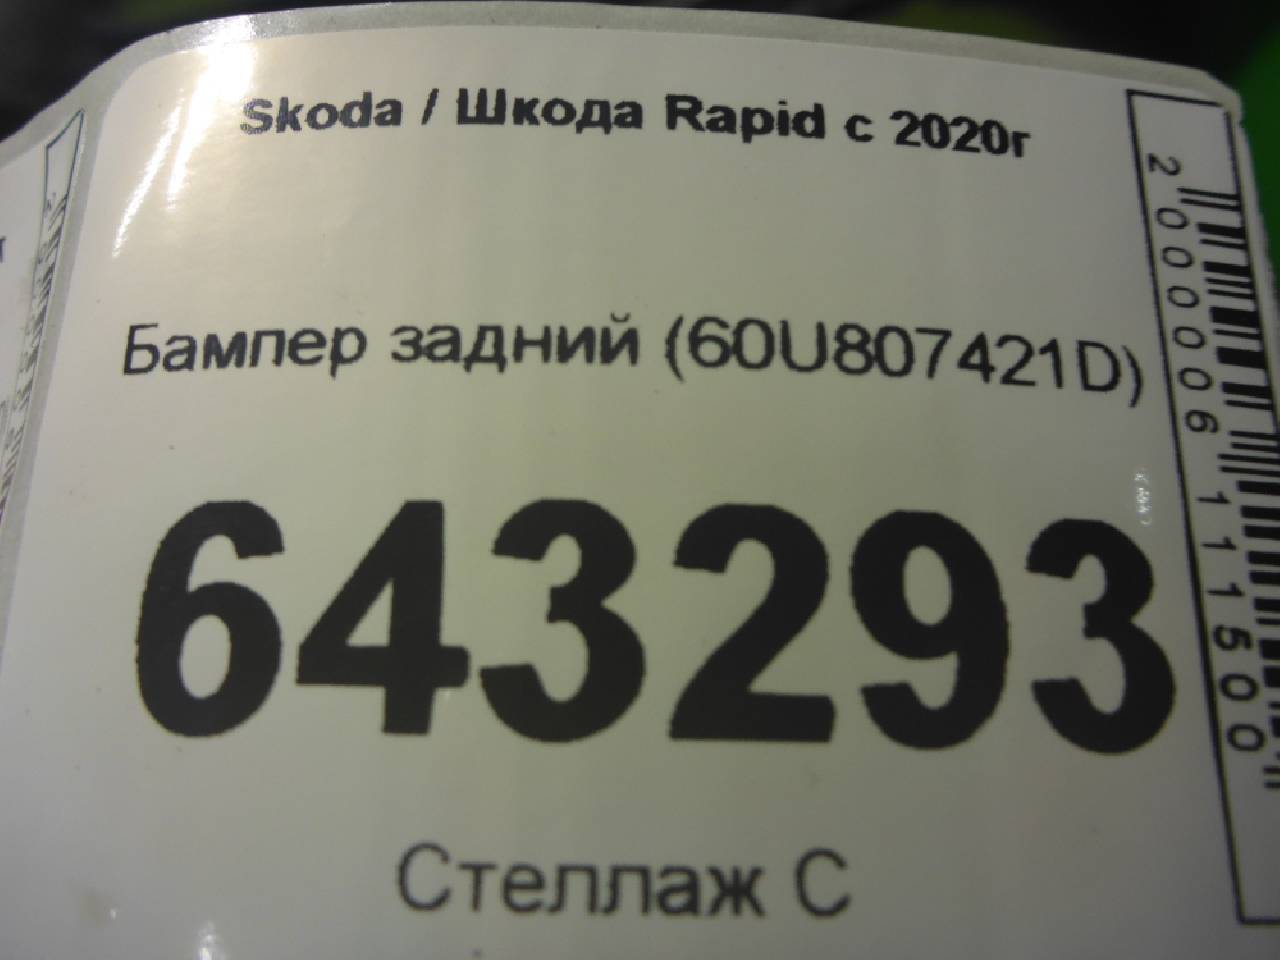 Skoda / Шкода Rapid с 2020г
Бампер задний (60U807421D)
643293
Стеллаж С
2000006111500